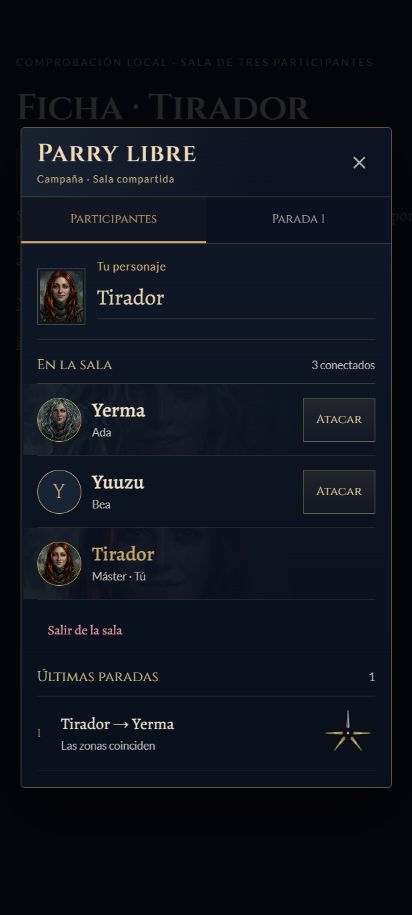 COMPROBACIÓN LOCAL · SALA DE TRES PARTICIPANTES
FICHA · TIRADOR
PARRY LIBRE
Campaña · Sala compartida
PARTICIPANTES
PARADA 1
Tu personaje
Tirador
EN LA SALA
3 conectados
Yerma
Ada
ATACAR
Y
Yuuzu
Bea
ATACAR
Tirador
Máster · Tú
Salir de la sala
ÚLTIMAS PARADAS
1
1
Tirador → Yerma
Las zonas coinciden